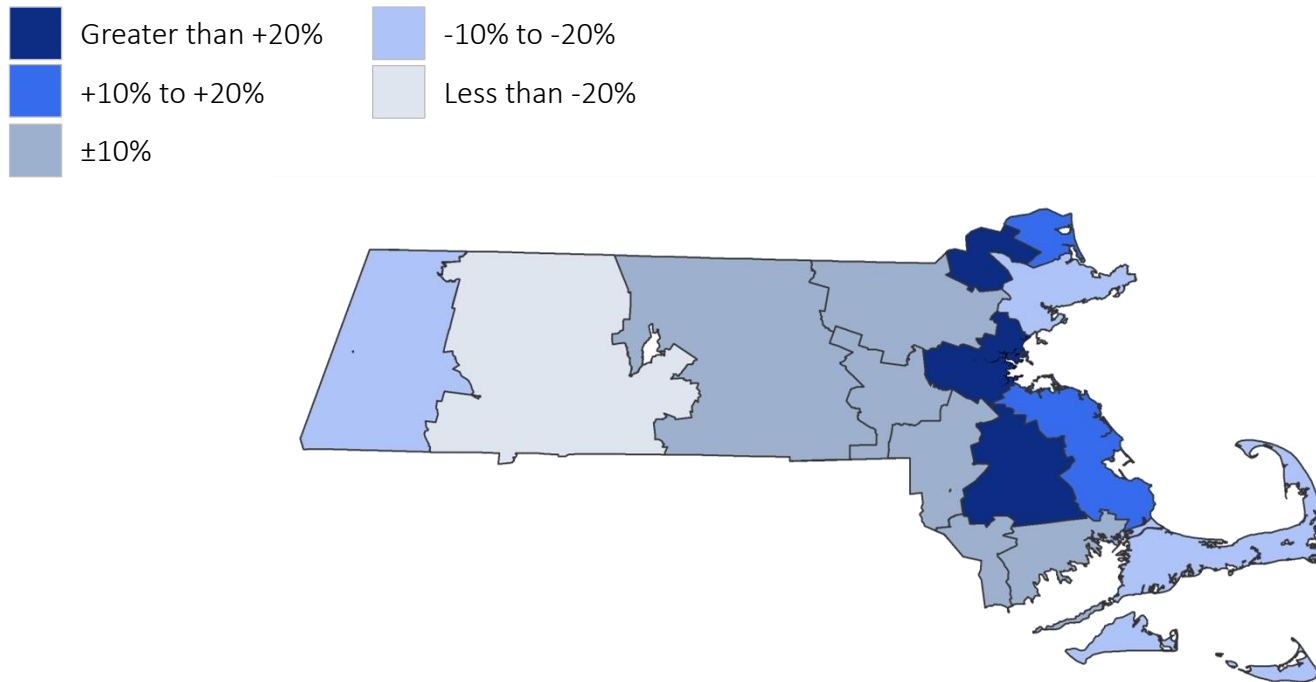 Greater than +20%
+10% to +20%
±10%
-10% to -20%
Less than -20%